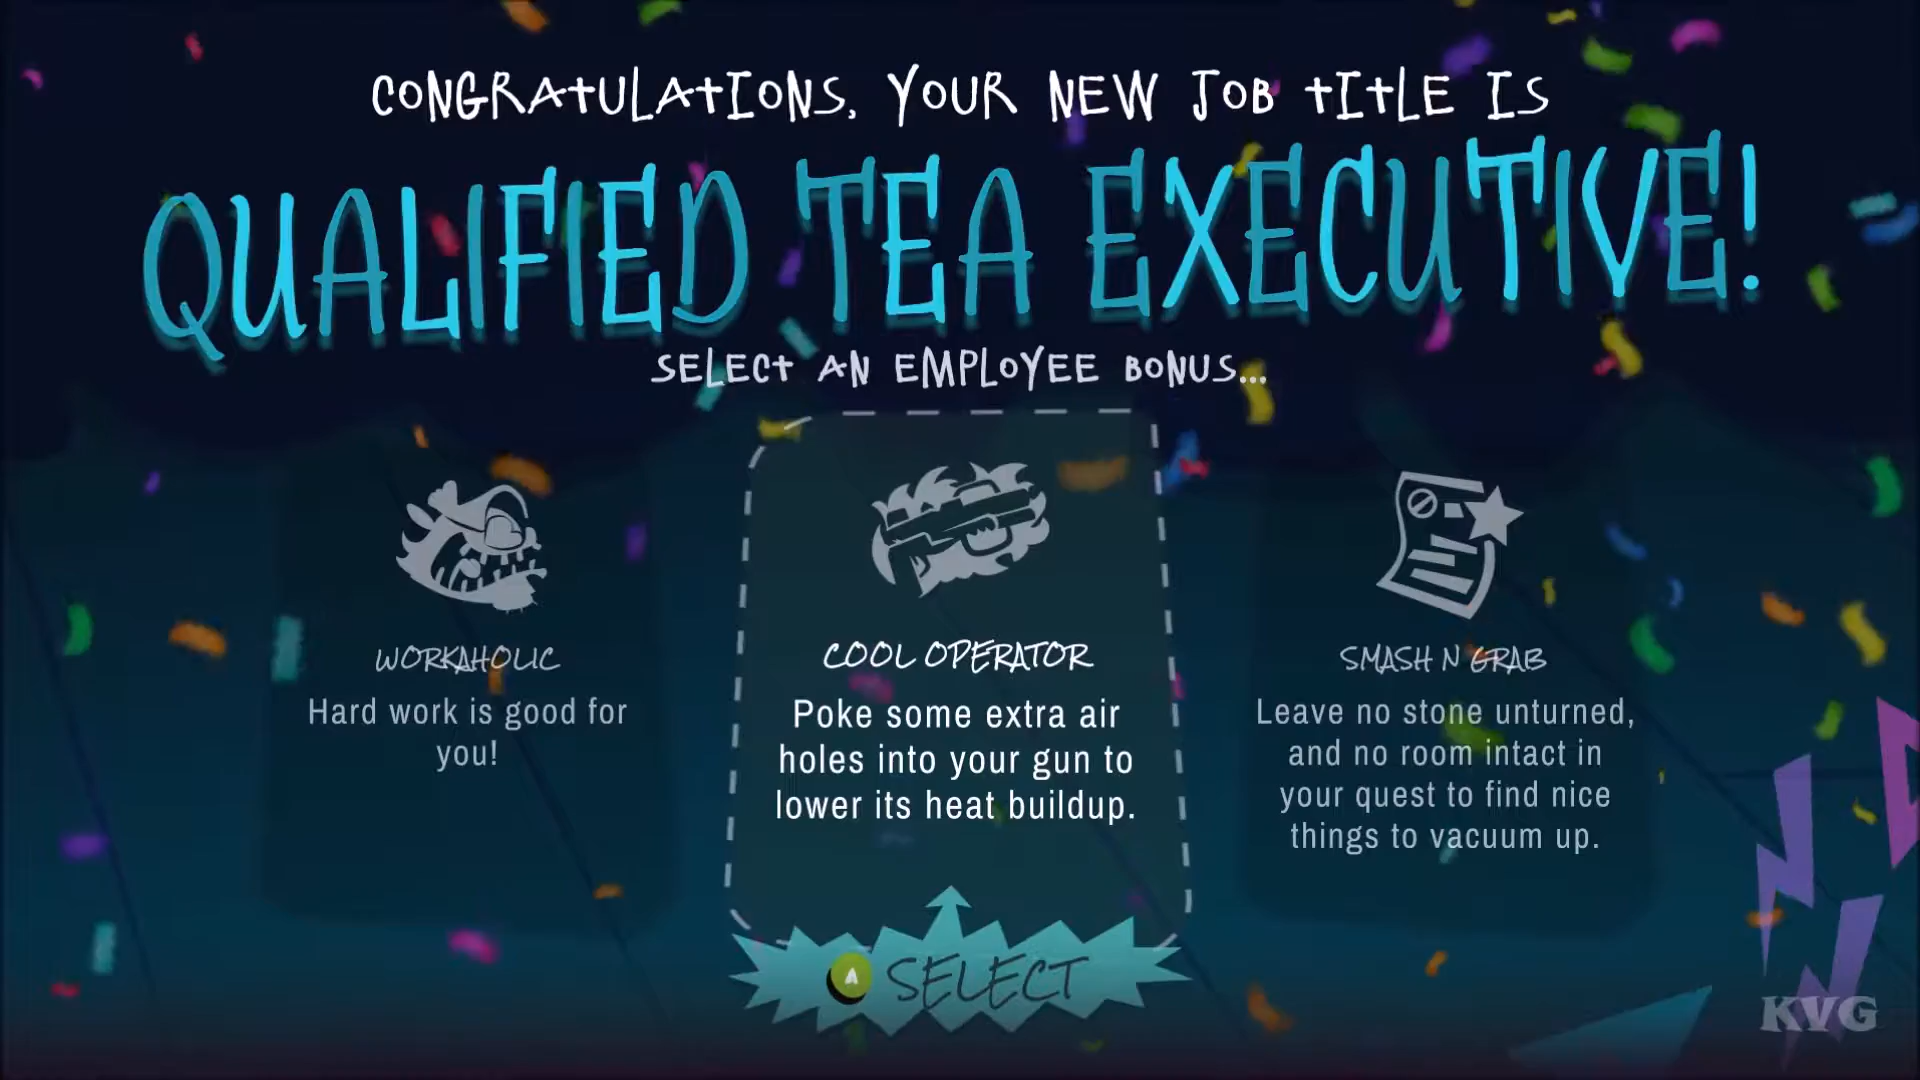 CONGRATULATIONS, YOUR NEW JOB TITLE IS
QUALIFIED TEA EXECUTIVE!
SELECT AN EMPLOYEE BONUS...
WORKAHOLIC
Hard work is good for
you!
COOL OPERATOR
Poke some extra air
holes into your gun to
lower its heat buildup.
SMASH N GRAB
Leave no stone unturned,
and no room intact in
your quest to find nice
things to vacuum up.
A SELECT
KVG